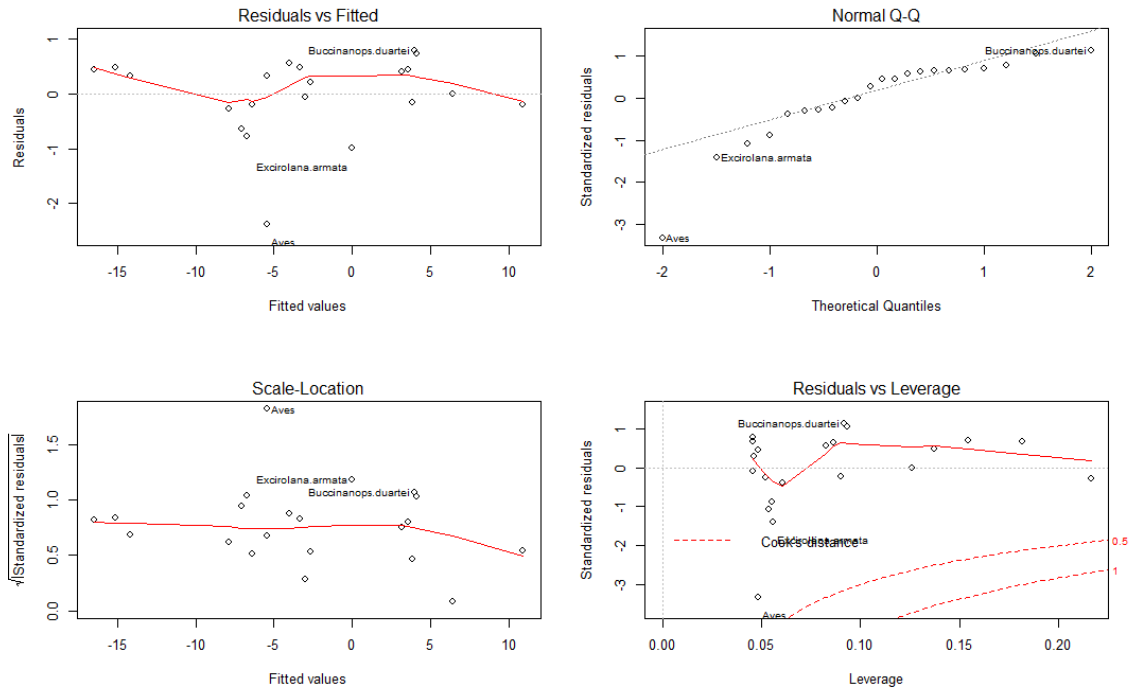 Residuals vs Fitted
Residuals
1
0
-1
-2
Buccinanops.duartei
Excirolana.armata
Aves
-15 -10 -5 0 5 10
Fitted values
Normal Q-Q
Standardized residuals
1
0
-1
-2
-3
Buccinanops.duartei
Excirolana.armata
Aves
-2 -1 0 1 2
Theoretical Quantiles
Scale-Location
√|Standardized residuals|
1.5
1.0
0.5
0.0
Aves
Excirolana.armata
Buccinanops.duartei
-15 -10 -5 0 5 10
Fitted values
Residuals vs Leverage
Standardized residuals
1
0
-1
-2
-3
Buccinanops.duartei
Cook's distance
Excirolana.armata
0.5
1
Aves
0.00 0.05 0.10 0.15 0.20
Leverage